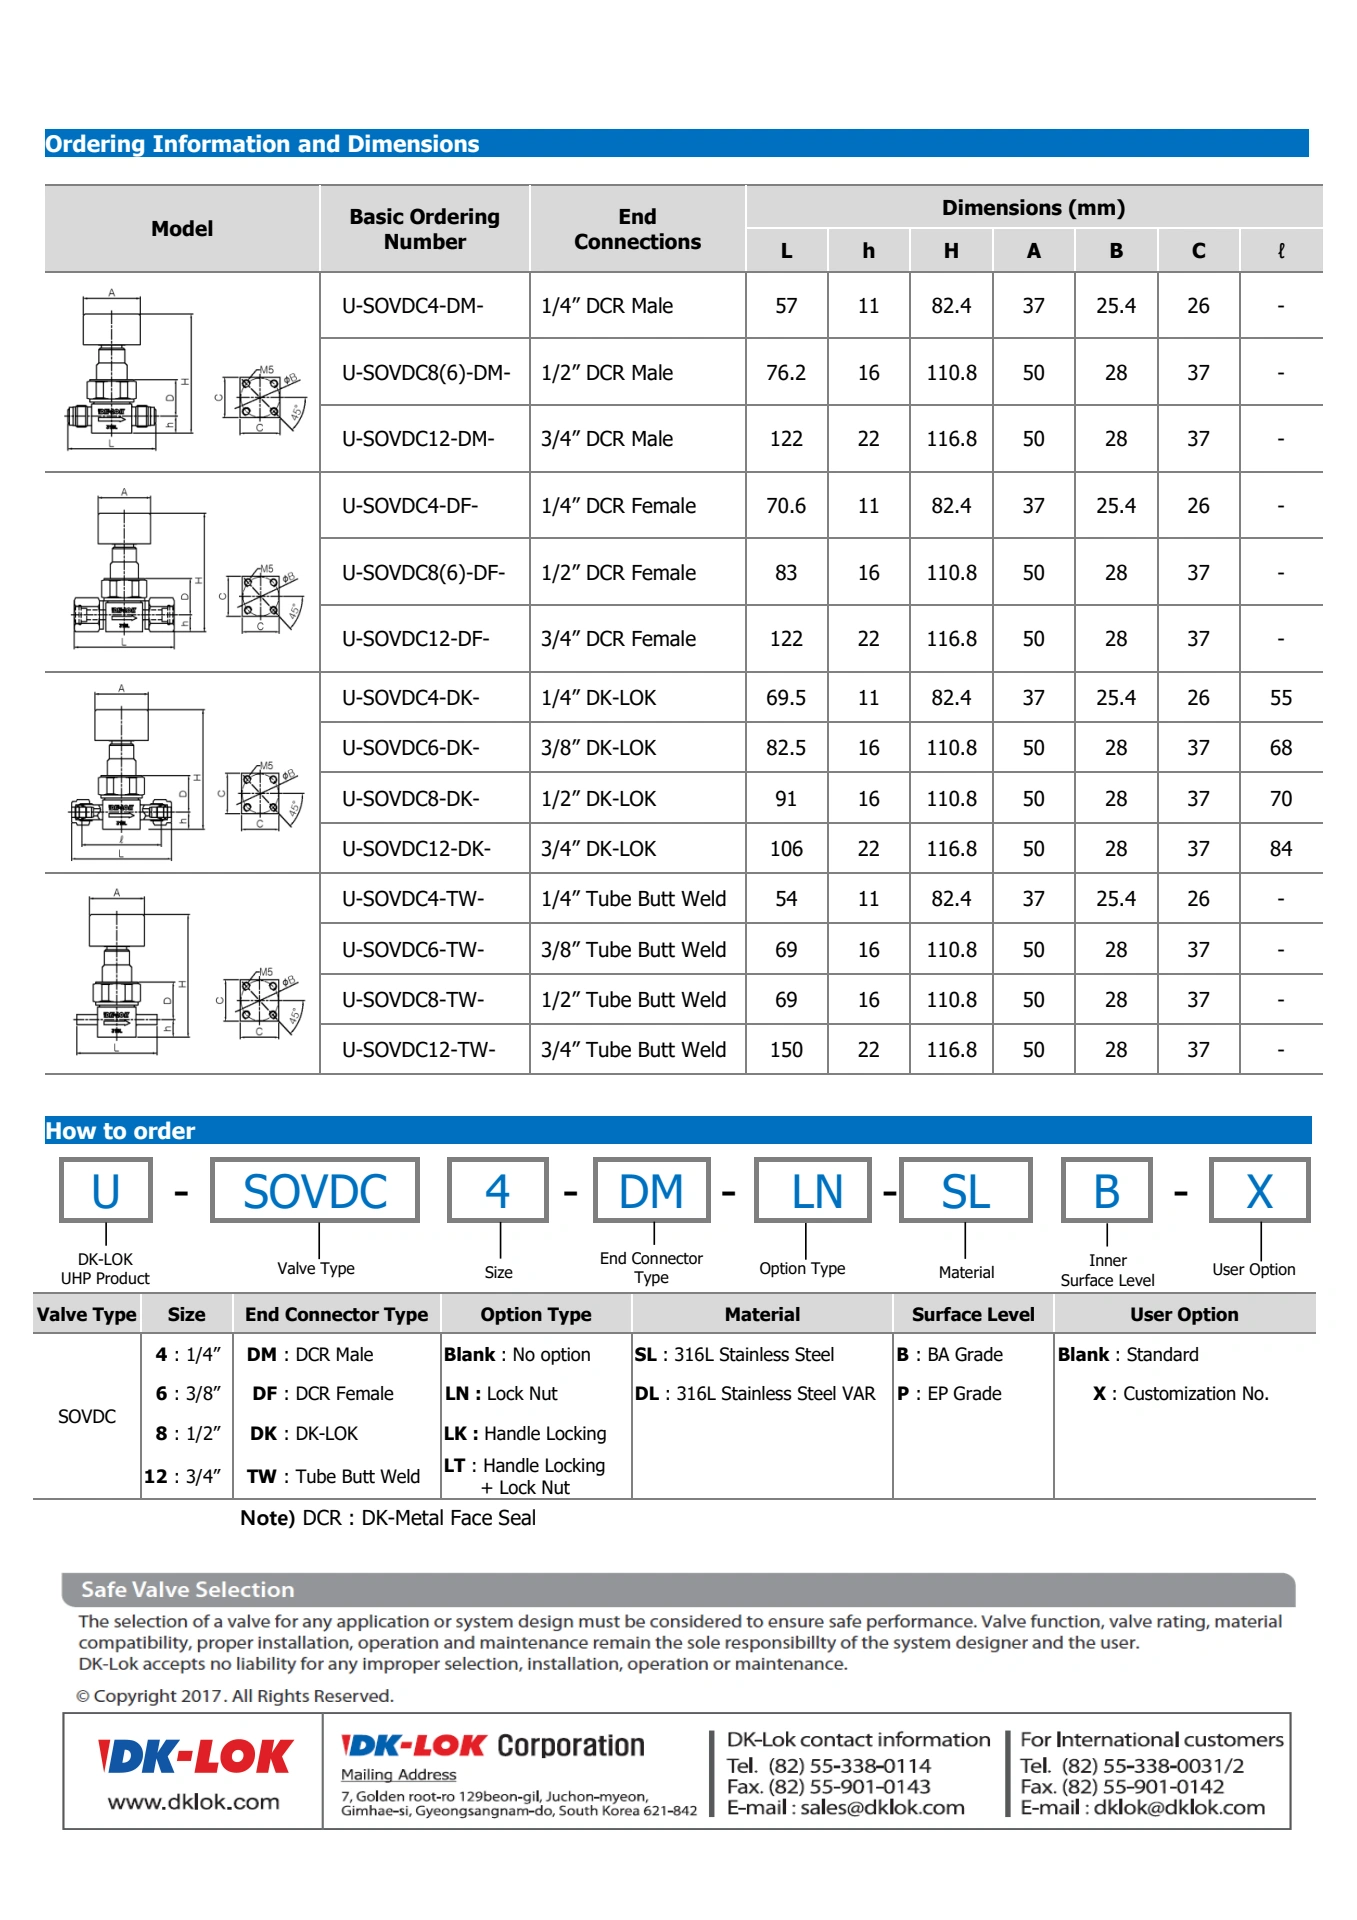 Ordering Information and Dimensions
Model Basic Ordering Number End Connections Dimensions (mm)
L h H A B C ℓ
U-SOVDC4-DM- 1/4” DCR Male 57 11 82.4 37 25.4 26 -
U-SOVDC8(6)-DM- 1/2” DCR Male 76.2 16 110.8 50 28 37 -
U-SOVDC12-DM- 3/4” DCR Male 122 22 116.8 50 28 37 -
A H D h L M5 øB C C 45°
U-SOVDC4-DF- 1/4” DCR Female 70.6 11 82.4 37 25.4 26 -
U-SOVDC8(6)-DF- 1/2” DCR Female 83 16 110.8 50 28 37 -
U-SOVDC12-DF- 3/4” DCR Female 122 22 116.8 50 28 37 -
A H D h L M5 øB C C 45°
U-SOVDC4-DK- 1/4” DK-LOK 69.5 11 82.4 37 25.4 26 55
U-SOVDC6-DK- 3/8” DK-LOK 82.5 16 110.8 50 28 37 68
U-SOVDC8-DK- 1/2” DK-LOK 91 16 110.8 50 28 37 70
U-SOVDC12-DK- 3/4” DK-LOK 106 22 116.8 50 28 37 84
A H D h ℓ L M5 øB C C 45°
U-SOVDC4-TW- 1/4” Tube Butt Weld 54 11 82.4 37 25.4 26 -
U-SOVDC6-TW- 3/8” Tube Butt Weld 69 16 110.8 50 28 37 -
U-SOVDC8-TW- 1/2” Tube Butt Weld 69 16 110.8 50 28 37 -
U-SOVDC12-TW- 3/4” Tube Butt Weld 150 22 116.8 50 28 37 -
A H D h L M5 øB C C 45°
How to order
U - SOVDC 4 - DM - LN - SL B - X
DK-LOK UHP Product Valve Type Size End Connector Type Option Type Material Inner Surface Level User Option
Valve Type Size End Connector Type Option Type Material Surface Level User Option
4 : 1/4” DM : DCR Male Blank : No option SL : 316L Stainless Steel B : BA Grade Blank : Standard
6 : 3/8” DF : DCR Female LN : Lock Nut DL : 316L Stainless Steel VAR P : EP Grade X : Customization No.
SOVDC
8 : 1/2” DK : DK-LOK LK : Handle Locking
12 : 3/4” TW : Tube Butt Weld LT : Handle Locking
+ Lock Nut
Note) DCR : DK-Metal Face Seal
Safe Valve Selection
The selection of a valve for any application or system design must be considered to ensure safe performance. Valve function, valve rating, material
compatibility, proper installation, operation and maintenance remain the sole responsibillty of the system designer and the user.
DK-Lok accepts no liability for any improper selection, installation, operation or maintenance.
© Copyright 2017. All Rights Reserved.
DK-LOK
www.dklok.com
DK-LOK Corporation
Mailing Address
7, Golden root-ro 129beon-gil, Juchon-myeon,
Gimhae-si, Gyeongsangnam-do, South Korea 621-842
DK-Lok contact information
Tel. (82) 55-338-0114
Fax. (82) 55-901-0143
E-mail : sales@dklok.com
For International customers
Tel. (82) 55-338-0031/2
Fax. (82) 55-901-0142
E-mail : dklok@dklok.com